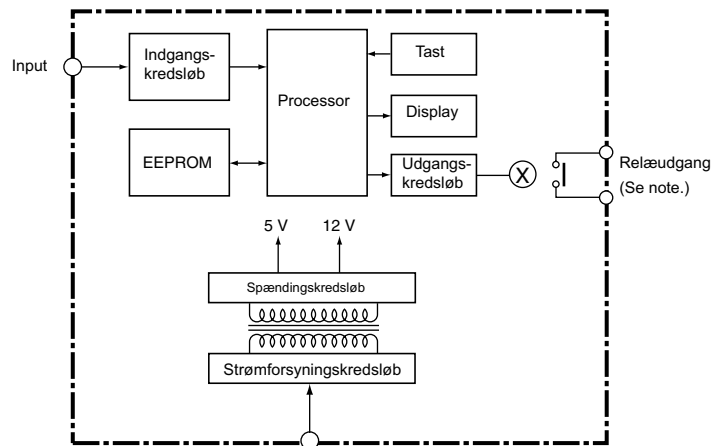 Input
Indgangs-
kredsløb
Processor
Tast
Display
EEPROM
Udgangs-
kredsløb
X
Relæudgang
(Se note.)
5 V
12 V
Spændingskredsløb
Strømforsyningskredsløb